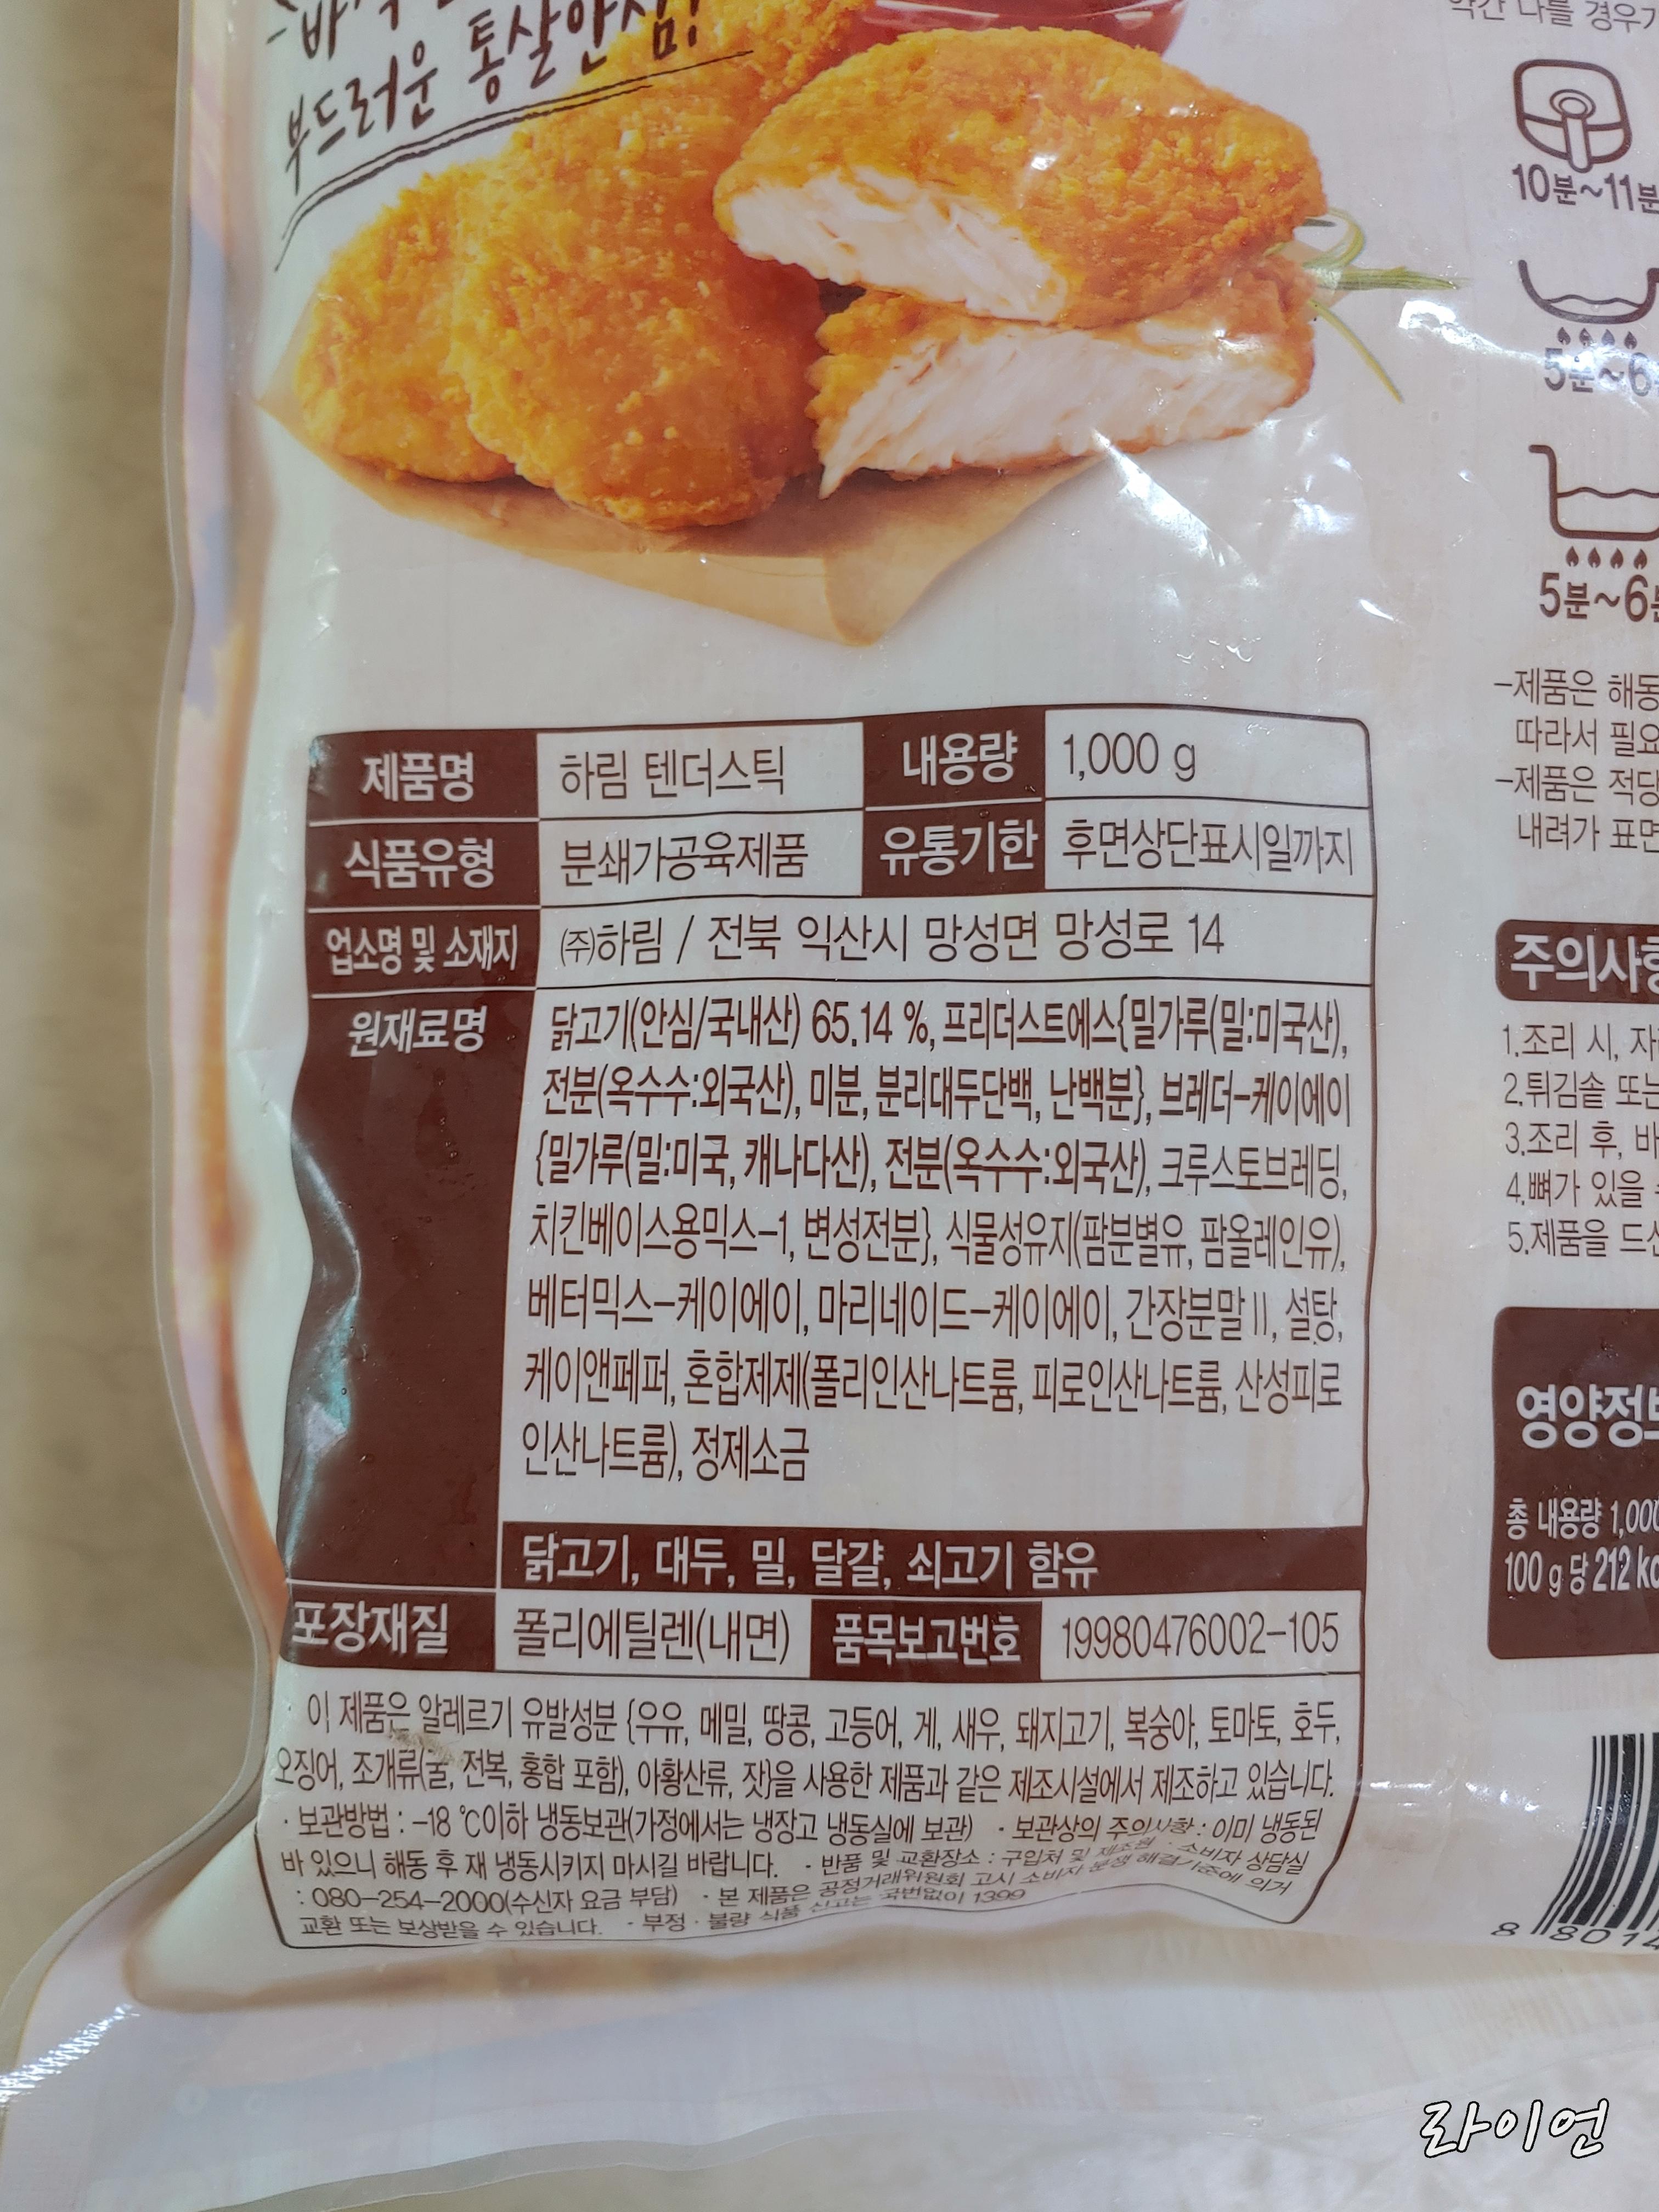 부드러운 통살안심!
약간 다를 경우가
10분~11분
5분~6
5분~6분
-제품은 해동
따라서 필요
-제품은 적당
내려가 표면
제품명 하림 텐더스틱 내용량 1,000 g
식품유형 분쇄가공육제품 유통기한 후면상단표시일까지
업소명 및 소재지 ㈜하림 / 전북 익산시 망성면 망성로 14
원재료명 닭고기(안심/국내산) 65.14 %, 프리더스트에스{밀가루(밀:미국산),
전분(옥수수:외국산), 미분, 분리대두단백, 난백분}, 브레더-케이에이
{밀가루(밀:미국, 캐나다산), 전분(옥수수:외국산), 크루스토브레딩,
치킨베이스용믹스-1, 변성전분}, 식물성유지(팜분별유, 팜올레인유),
베터믹스-케이에이, 마리네이드-케이에이, 간장분말Ⅱ, 설탕,
케이앤페퍼, 혼합제제(폴리인산나트륨, 피로인산나트륨, 산성피로
인산나트륨), 정제소금
닭고기, 대두, 밀, 달걀, 쇠고기 함유
포장재질 폴리에틸렌(내면) 품목보고번호 19980476002-105
이 제품은 알레르기 유발성분 {우유, 메밀, 땅콩, 고등어, 게, 새우, 돼지고기, 복숭아, 토마토, 호두,
오징어, 조개류(굴, 전복, 홍합 포함), 아황산류, 잣}을 사용한 제품과 같은 제조시설에서 제조하고 있습니다.
· 보관방법 : -18 ℃이하 냉동보관(가정에서는 냉장고 냉동실에 보관) · 보관상의 주의사항 : 이미 냉동된
바 있으니 해동 후 재 냉동시키지 마시길 바랍니다. · 반품 및 교환장소 : 구입처 및 제조원 · 소비자 상담실
: 080-254-2000(수신자 요금 부담) · 본 제품은 공정거래위원회 고시 소비자 분쟁 해결기준에 의거
교환 또는 보상받을 수 있습니다. · 부정 · 불량 식품 신고는 국번없이 1399
주의사항
1.조리 시, 자
2.튀김솥 또는
3.조리 후, 바
4.뼈가 있을
5.제품을 드
영양정보
총 내용량 1,000
100 g 당 212 kc
8 8014
라이언